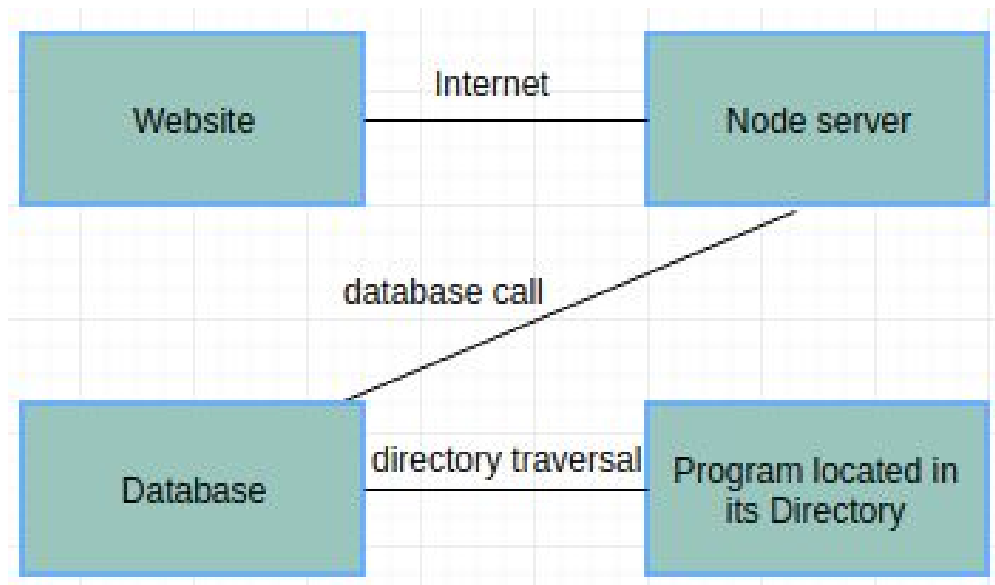 Website
Internet
Node server
database call
Database
directory traversal
Program located in
its Directory